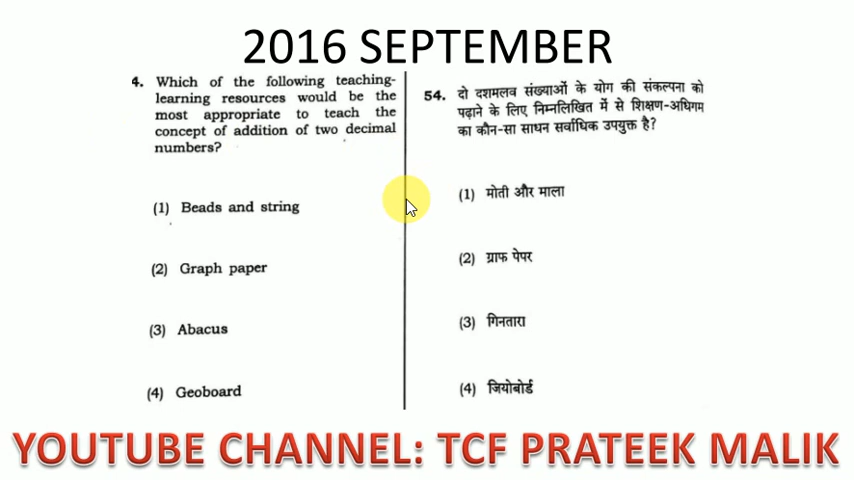 2016 SEPTEMBER
4. Which of the following teaching-
learning resources would be the
most appropriate to teach the
concept of addition of two decimal
numbers?
(1) Beads and string
(2) Graph paper
(3) Abacus
(4) Geoboard
54. दो दशमलव संख्याओं के योग की संकल्पना को
पढ़ाने के लिए निम्नलिखित में से शिक्षण-अधिगम
का कौन-सा साधन सर्वाधिक उपयुक्त है?
(1) मोती और माला
(2) ग्राफ पेपर
(3) गिनतारा
(4) जियोबोर्ड
YOUTUBE CHANNEL: TCF PRATEEK MALIK